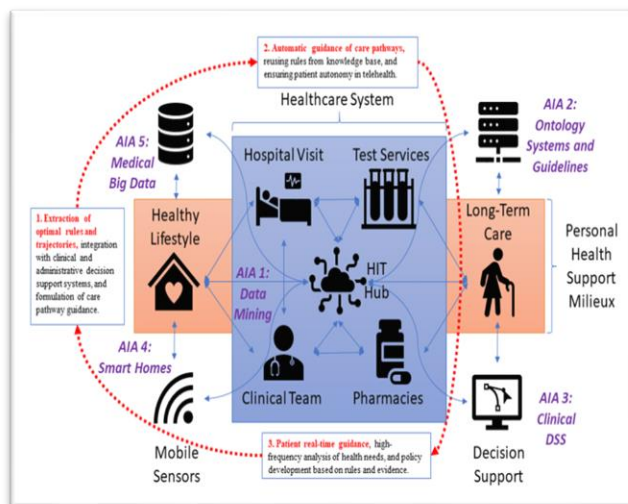 2. Automatic guidance of care pathways,
reusing rules from knowledge base, and
ensuring patient autonomy in telehealth.
Healthcare System
AIA 5:
Medical
Big Data
Hospital Visit
Test Services
AIA 2:
Ontology
Systems and
Guidelines
1. Extraction of
optimal rules and
trajectories, integration
with clinical and
administrative decision
support systems, and
formulation of care
pathway guidance.
Healthy
Lifestyle
AIA 1:
Data
Mining
HIT
Hub
Long-Term
Care
Personal
Health
Support
Milieux
AIA 4:
Smart Homes
Clinical Team
Pharmacies
AIA 3:
Clinical
DSS
Mobile
Sensors
3. Patient real-time guidance, high-
frequency analysis of health needs, and policy
development based on rules and evidence.
Decision
Support